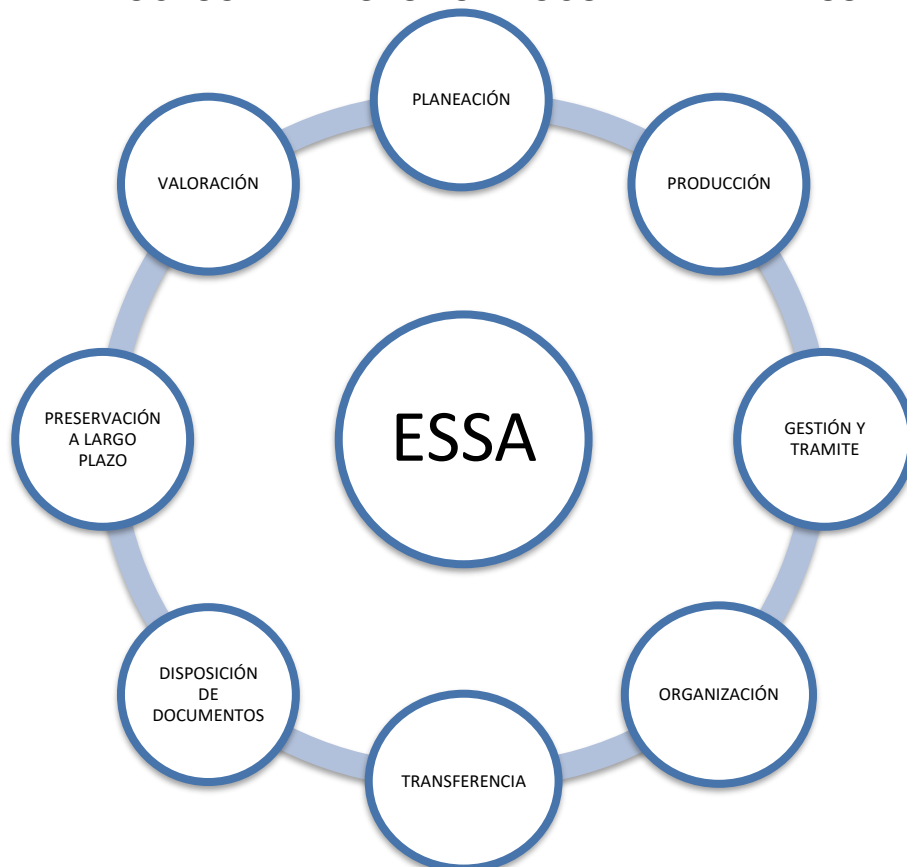 PLANEACIÓN
PRODUCCIÓN
GESTIÓN Y
TRAMITE
ORGANIZACIÓN
TRANSFERENCIA
DISPOSICIÓN
DE
DOCUMENTOS
PRESERVACIÓN
A LARGO
PLAZO
VALORACIÓN
ESSA